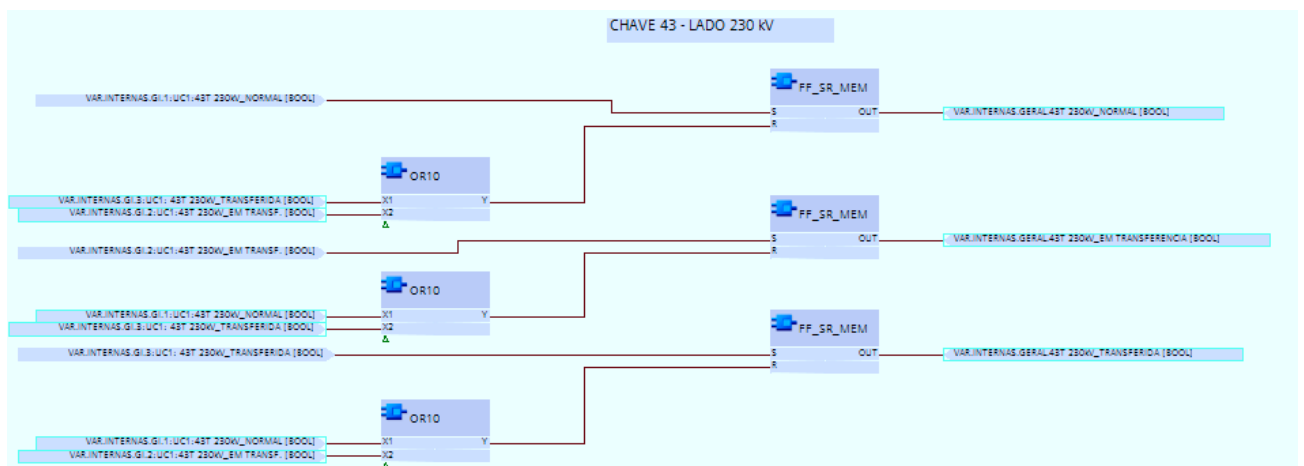 CHAVE 43 - LADO 230 kV
FF_SR_MEM
VAR.INTERNAS.GI.1:UC1:43T 230kV_NORMAL [BOOL]
S OUT
VAR.INTERNAS.GERAL.43T 230kV_NORMAL [BOOL]
R
OR10
VAR.INTERNAS.GI.3:UC1: 43T 230kV_TRANSFERIDA [BOOL]
X1 Y
VAR.INTERNAS.GI.2:UC1:43T 230kV_EM TRANSF. [BOOL]
X2
FF_SR_MEM
VAR.INTERNAS.GI.2:UC1:43T 230kV_EM TRANSF. [BOOL]
S OUT
VAR.INTERNAS.GERAL.43T 230kV_EM TRANSFERENCIA [BOOL]
R
OR10
VAR.INTERNAS.GI.1:UC1:43T 230kV_NORMAL [BOOL]
X1 Y
VAR.INTERNAS.GI.3:UC1: 43T 230kV_TRANSFERIDA [BOOL]
X2
FF_SR_MEM
VAR.INTERNAS.GI.3:UC1: 43T 230kV_TRANSFERIDA [BOOL]
S OUT
VAR.INTERNAS.GERAL.43T 230kV_TRANSFERIDA [BOOL]
R
OR10
VAR.INTERNAS.GI.1:UC1:43T 230kV_NORMAL [BOOL]
X1 Y
VAR.INTERNAS.GI.2:UC1:43T 230kV_EM TRANSF. [BOOL]
X2